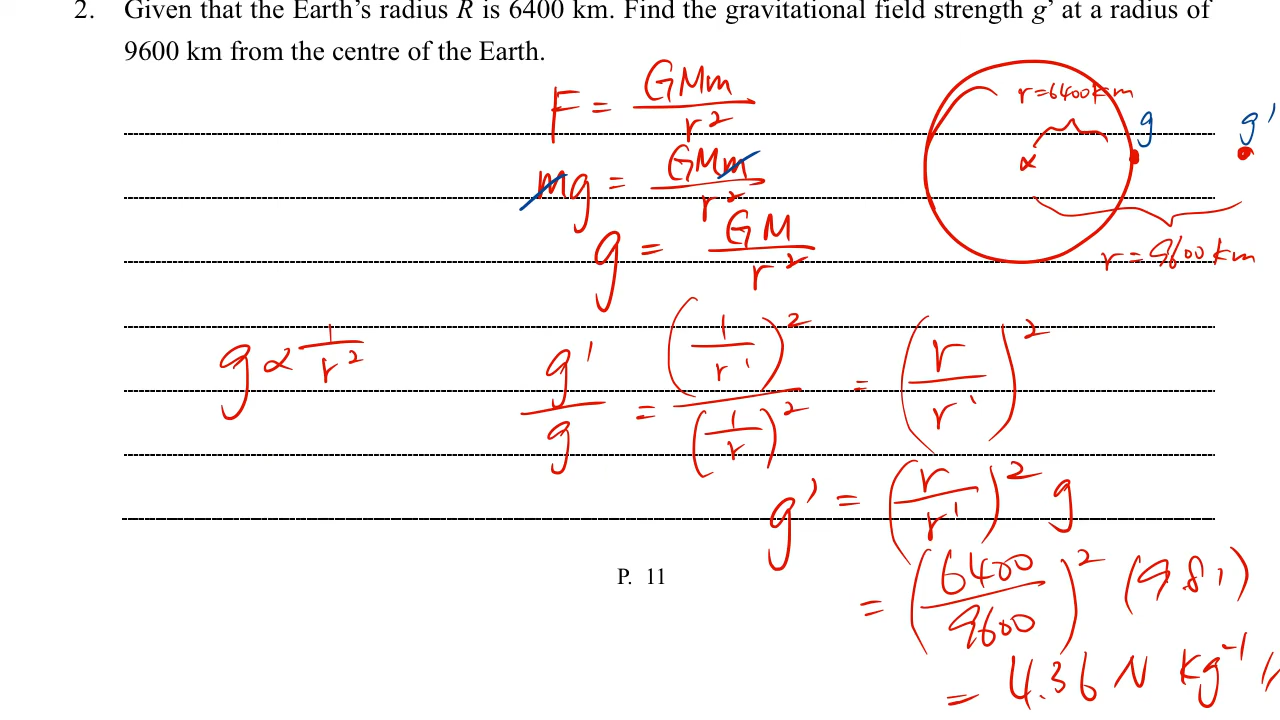 2. Given that the Earth's radius R is 6400 km. Find the gravitational field strength g' at a radius of
9600 km from the centre of the Earth.
F = GMm / r²
r=6400km
g
g'
mg = GMm / r²
g = GM / r²
r=9600km
g ∝ 1 / r²
g' / g = (1 / r')² / (1 / r)² = (r / r')²
g' = (r / r')² g
P. 11
= (6400 / 9600)² (9.81)
= 4.36 N kg⁻¹ //